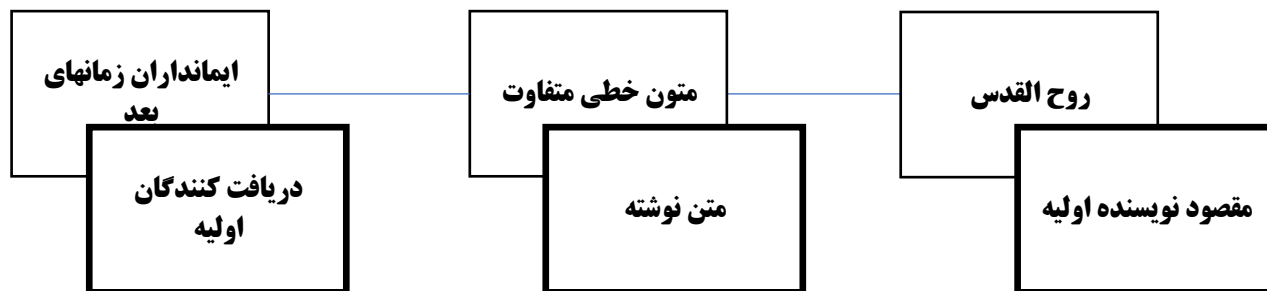 روح القدس
مقصود نویسنده اولیه
متون خطی متفاوت
متن نوشته
ایمانداران زمانهای
بعد
دریافت کنندگان
اولیه